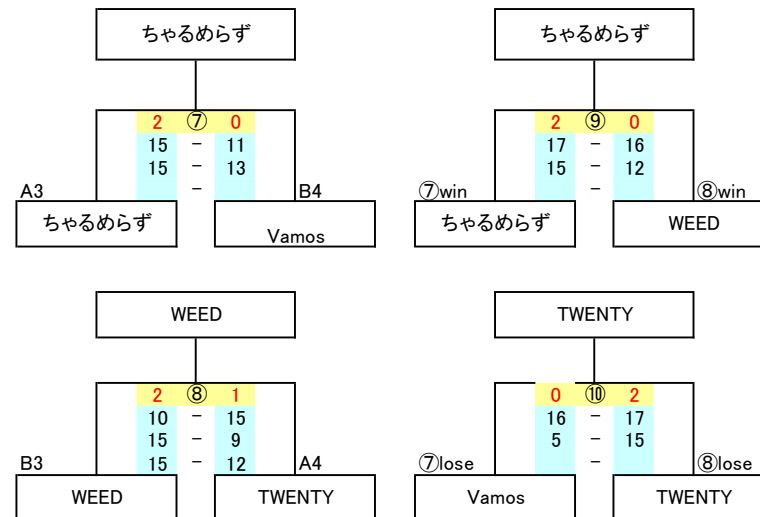 ちゃるめらず
2 ⑦ 0
15 − 11
15 − 13
−
A3 B4
ちゃるめらず Vamos
ちゃるめらず
2 ⑨ 0
17 − 16
15 − 12
−
⑦win ⑧win
ちゃるめらず WEED
WEED
2 ⑧ 1
10 − 15
15 − 9
15 − 12
B3 A4
WEED TWENTY
TWENTY
0 ⑩ 2
16 − 17
5 − 15
−
⑦lose ⑧lose
Vamos TWENTY